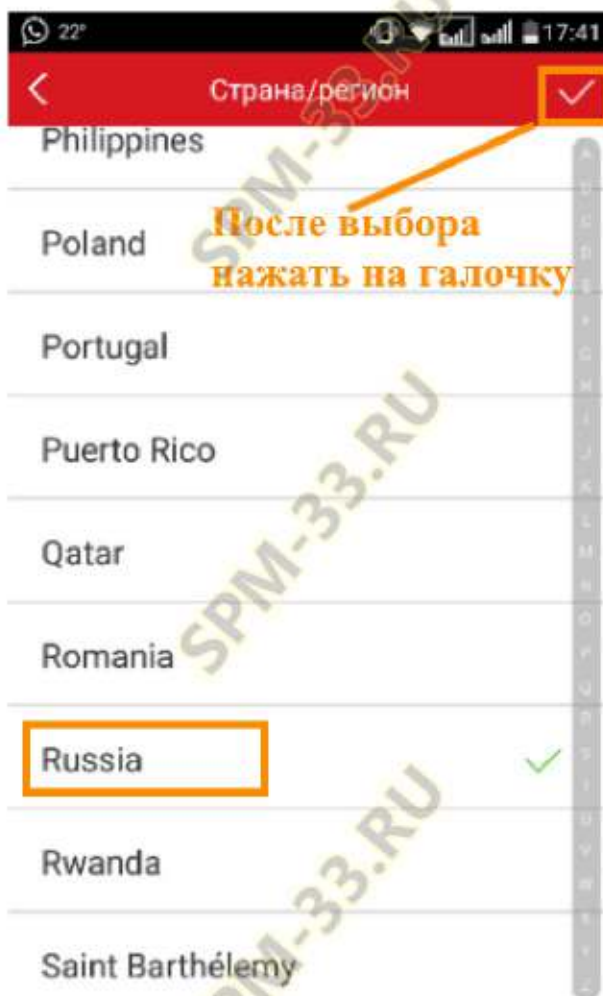 22° 17:41
Страна/регион
Philippines
После выбора
Poland
нажать на галочку
Portugal
Puerto Rico
Qatar
Romania
Russia
Rwanda
Saint Barthélemy
SPM-33.RU
SPM-33.RU
SPM-33.RU